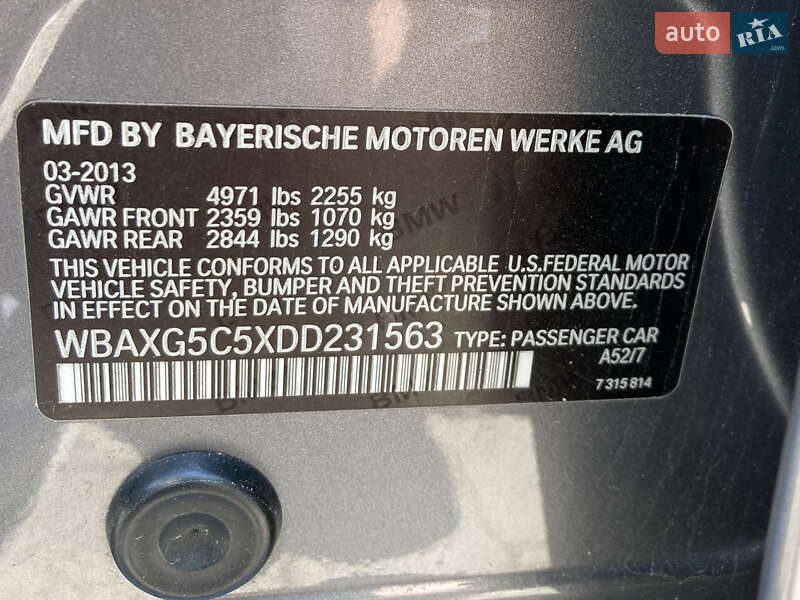 auto RIA .com
MFD BY BAYERISCHE MOTOREN WERKE AG
03-2013
GVWR 4971 lbs 2255 kg
GAWR FRONT 2359 lbs 1070 kg
GAWR REAR 2844 lbs 1290 kg
BMW
THIS VEHICLE CONFORMS TO ALL APPLICABLE U.S.FEDERAL MOTOR
VEHICLE SAFETY, BUMPER AND THEFT PREVENTION STANDARDS
IN EFFECT ON THE DATE OF MANUFACTURE SHOWN ABOVE.
WBAXG5C5XDD231563 TYPE: PASSENGER CAR
A52/7
7 315 814
BMW